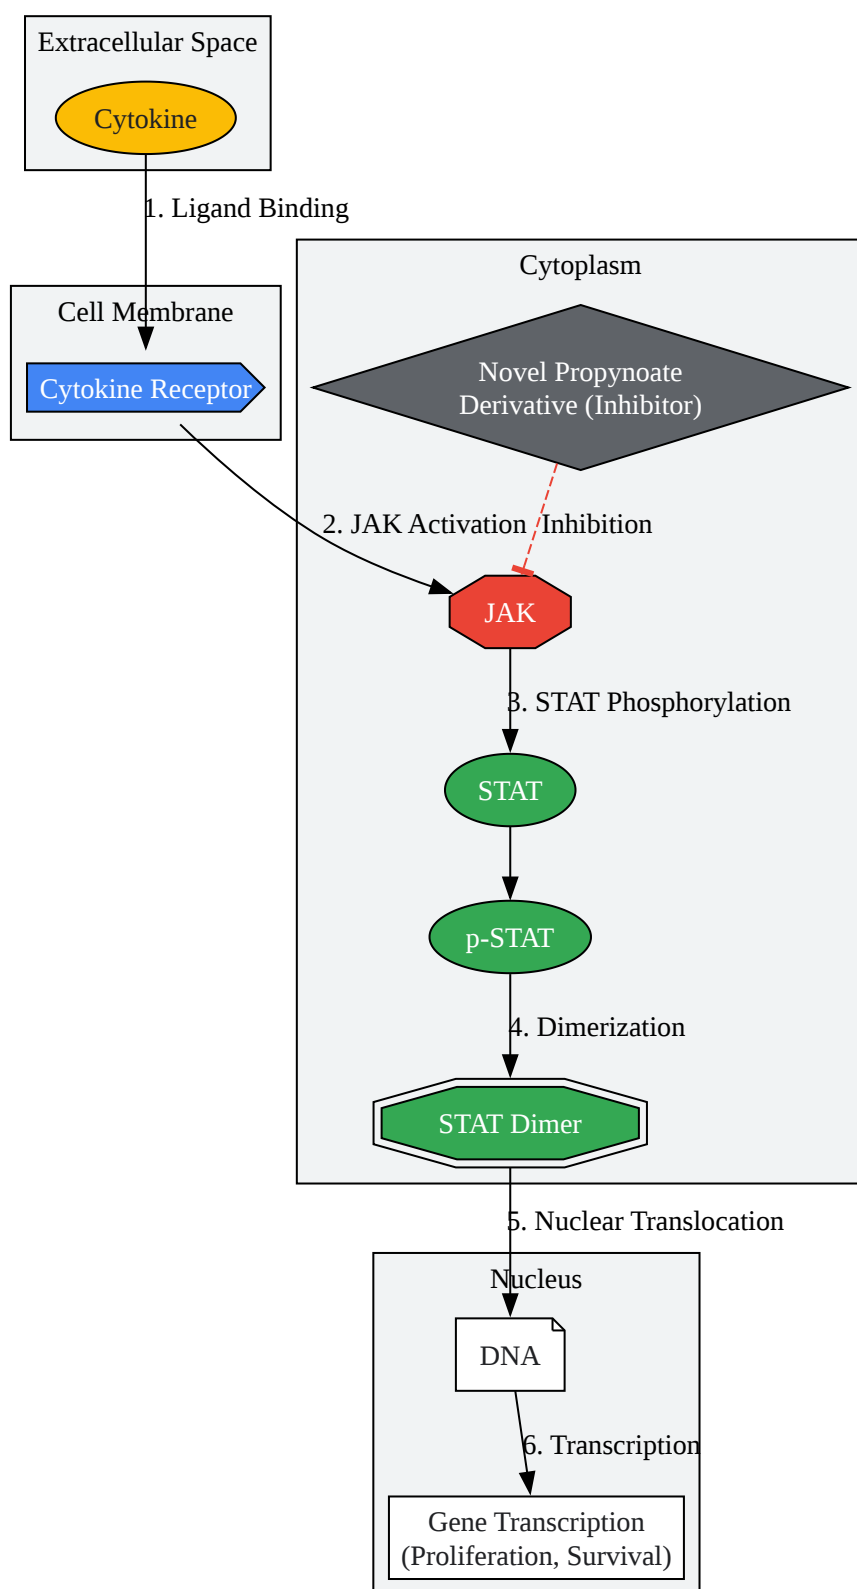 Extracellular Space
Cytokine
1. Ligand Binding
Cell Membrane
Cytokine Receptor
Cytoplasm
Novel Propynoate
Derivative (Inhibitor)
2. JAK Activation
Inhibition
JAK
3. STAT Phosphorylation
STAT
p-STAT
4. Dimerization
STAT Dimer
5. Nuclear Translocation
Nucleus
DNA
6. Transcription
Gene Transcription
(Proliferation, Survival)